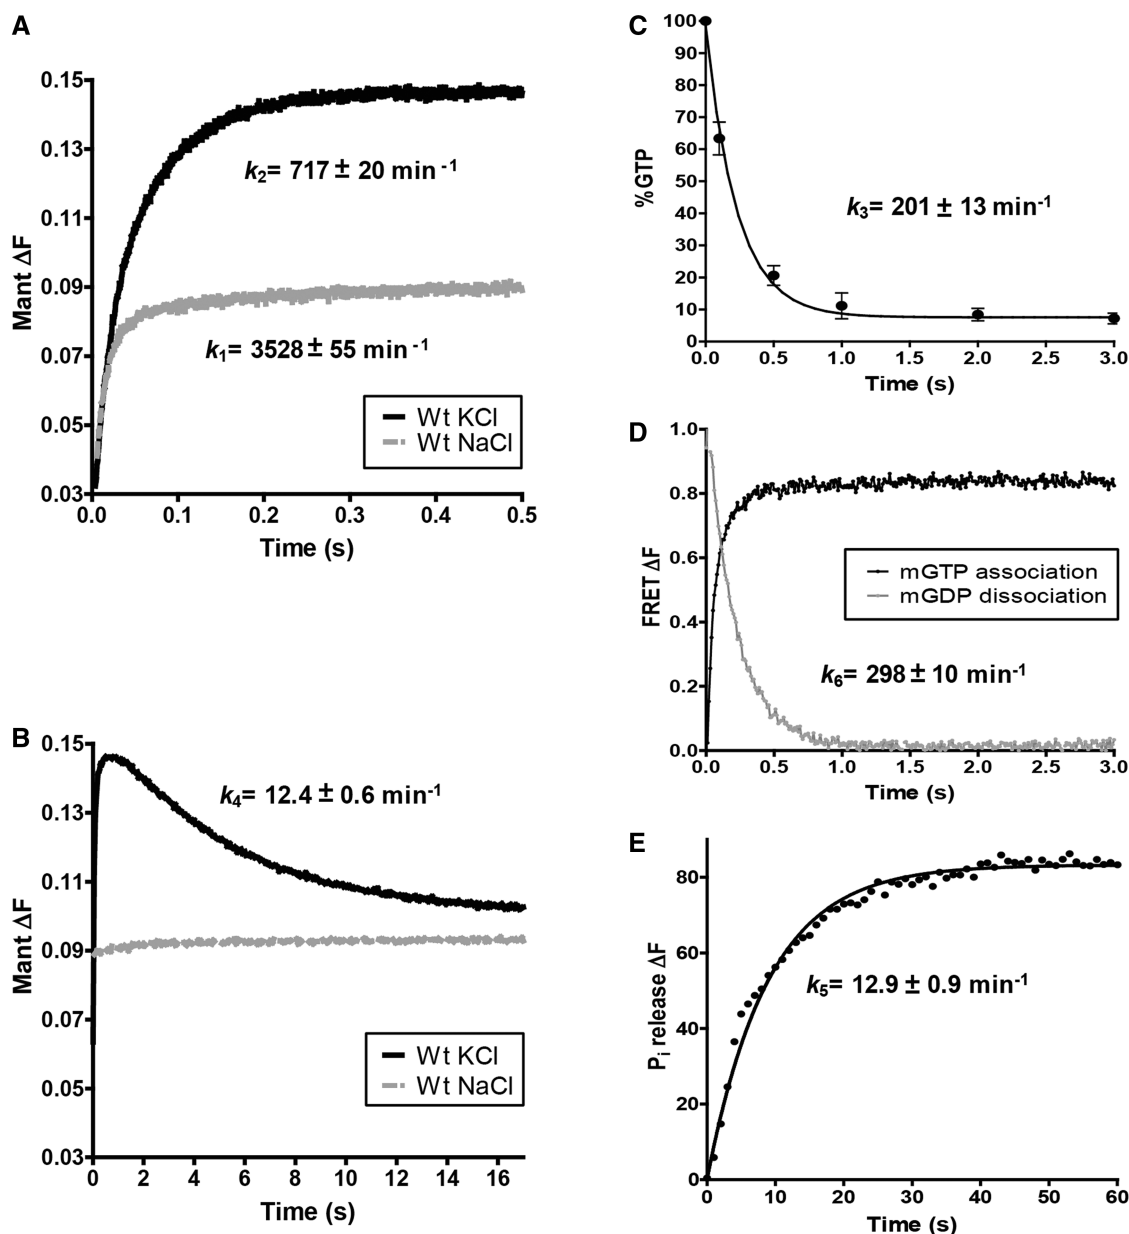 A
0.15
0.13
0.11
0.09
0.07
0.05
0.03
Mant ΔF
k2= 717 ± 20 min-1
k1= 3528 ± 55 min-1
Wt KCl
Wt NaCl
0.0 0.1 0.2 0.3 0.4 0.5
Time (s)
B
0.15
0.13
0.11
0.09
0.07
0.05
0.03
Mant ΔF
k4= 12.4 ± 0.6 min-1
Wt KCl
Wt NaCl
0 2 4 6 8 10 12 14 16
Time (s)
C
100
90
80
70
60
50
40
30
20
10
0
%GTP
k3= 201 ± 13 min-1
0.0 0.5 1.0 1.5 2.0 2.5 3.0
Time (s)
D
1.0
0.8
0.6
0.4
0.2
0.0
FRET ΔF
mGTP association
mGDP dissociation
k6= 298 ± 10 min-1
0.0 0.5 1.0 1.5 2.0 2.5 3.0
Time (s)
E
80
60
40
20
0
Pi release ΔF
k5= 12.9 ± 0.9 min-1
0 10 20 30 40 50 60
Time (s)